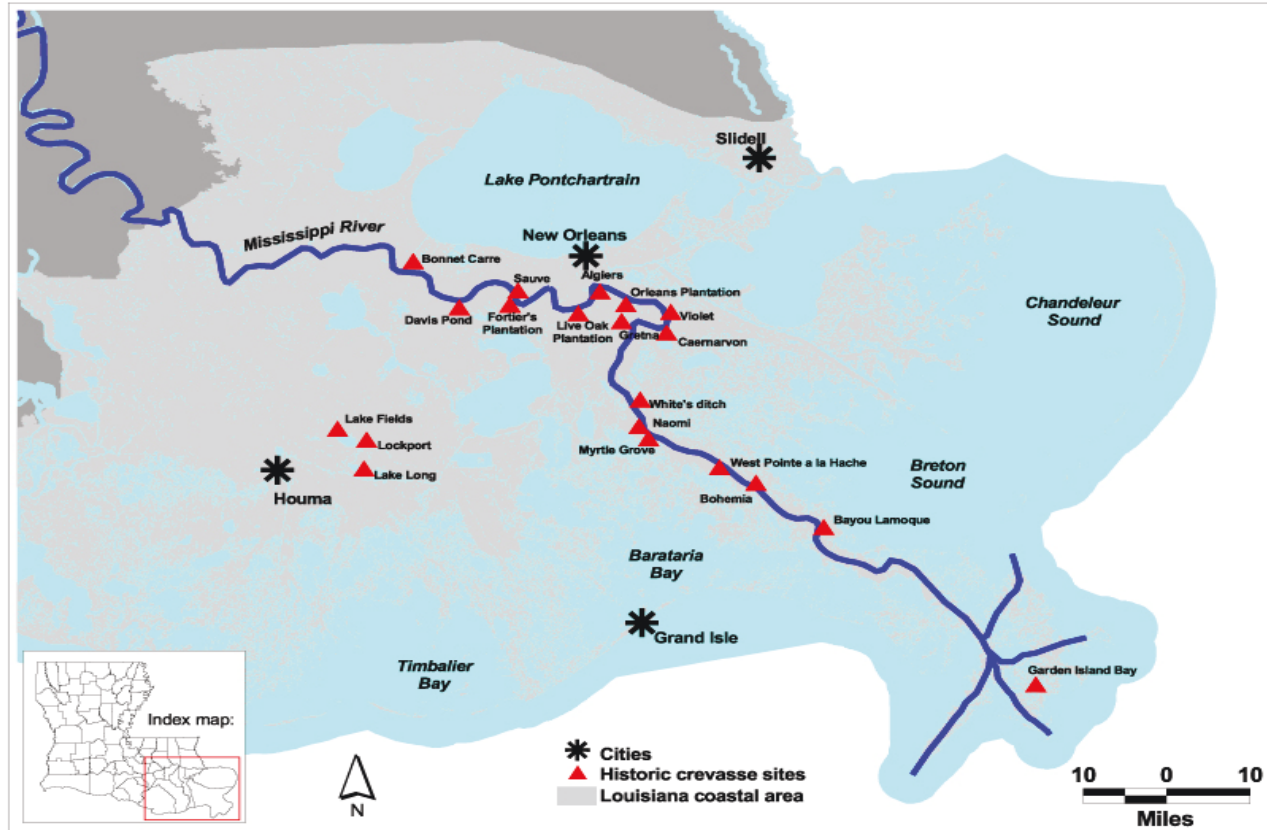 Slidell
Lake Pontchartrain
Mississippi River
New Orleans
Bonnet Carre
Sauve
Algiers
Orleans Plantation
Chandeleur
Sound
Davis Pond
Fortier's
Plantation
Live Oak
Plantation
Gretna
Violet
Caernarvon
White's ditch
Lake Fields
Naomi
Lockport
Myrtle Grove
West Pointe a la Hache
Lake Long
Breton
Sound
Houma
Bohemia
Bayou Lamoque
Barataria
Bay
Grand Isle
Timbalier
Bay
Garden Island Bay
Index map:
N
Cities
Historic crevasse sites
Louisiana coastal area
10 0 10
Miles